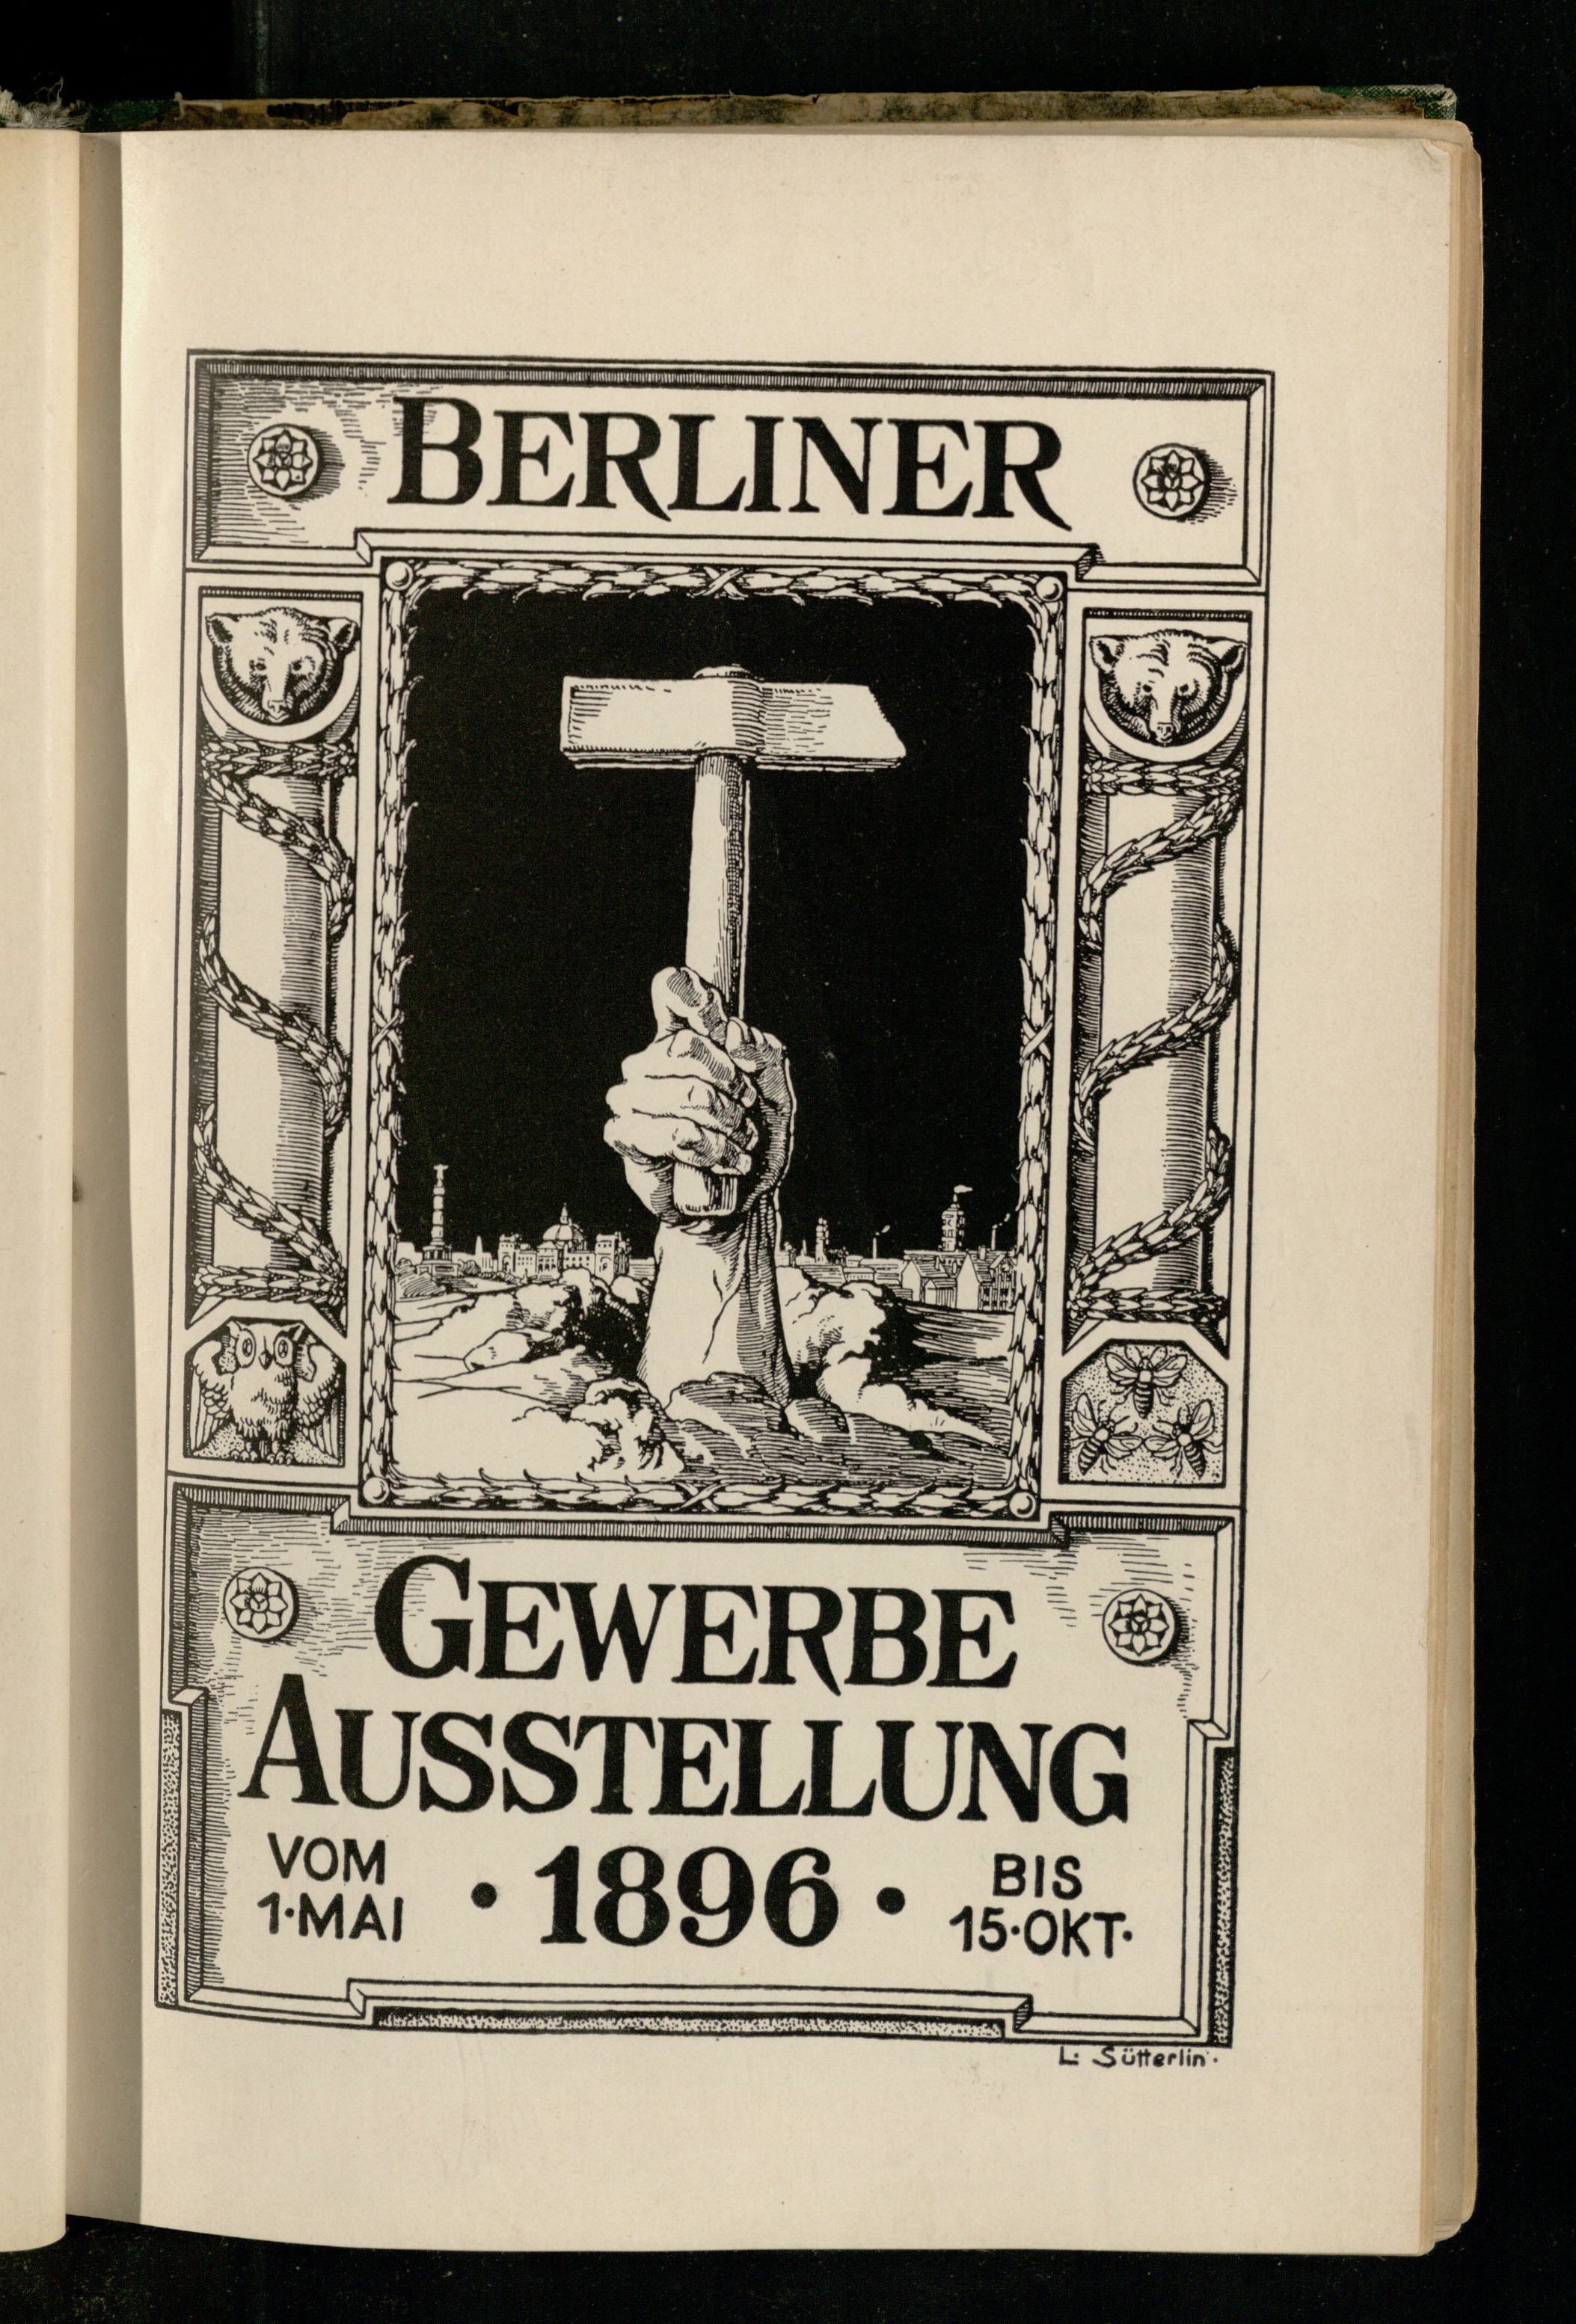 BERLINER
GEWERBE
AUSSTELLUNG
VOM
1·MAI
· 1896 ·
BIS
15·OKT·
L. Sütterlin.